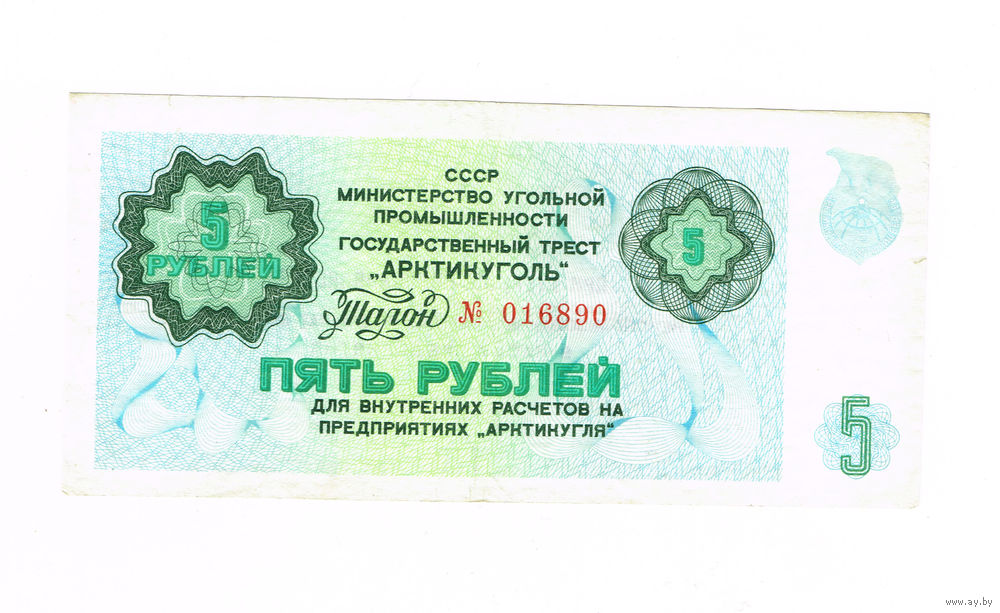 СССР
МИНИСТЕРСТВО УГОЛЬНОЙ
ПРОМЫШЛЕННОСТИ
ГОСУДАРСТВЕННЫЙ ТРЕСТ
„АРКТИКУГОЛЬ“
5
РУБЛЕЙ
5
Талон № 016890
ПЯТЬ РУБЛЕЙ
ДЛЯ ВНУТРЕННИХ РАСЧЕТОВ НА
ПРЕДПРИЯТИЯХ „АРКТИКУГЛЯ“
5
www.ay.by